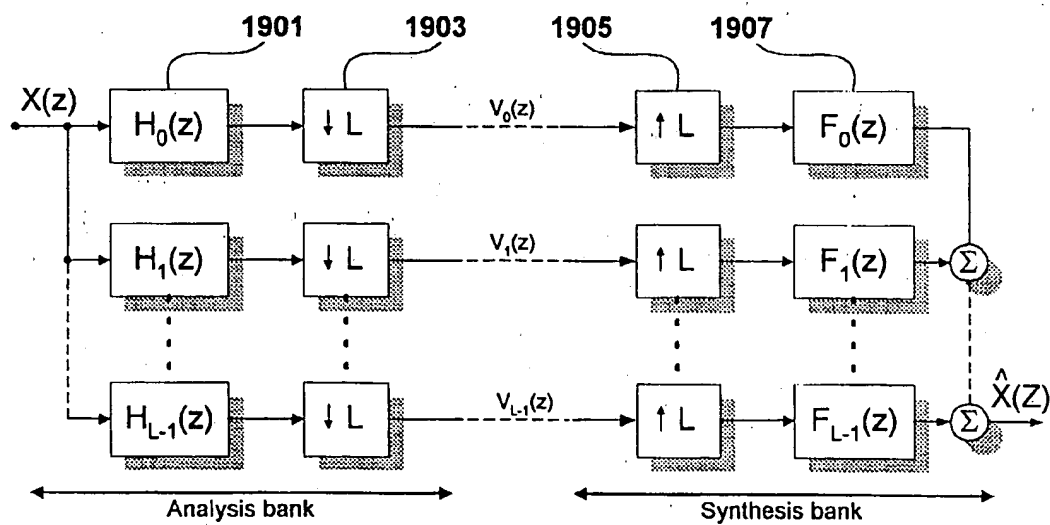 1901 1903 1905 1907
X(z) H₀(z) ↓ L V₀(z) ↑ L F₀(z)
H₁(z) ↓ L V₁(z) ↑ L F₁(z) Σ
H_{L-1}(z) ↓ L V_{L-1}(z) ↑ L F_{L-1}(z) Σ X̂(Z)
Analysis bank Synthesis bank